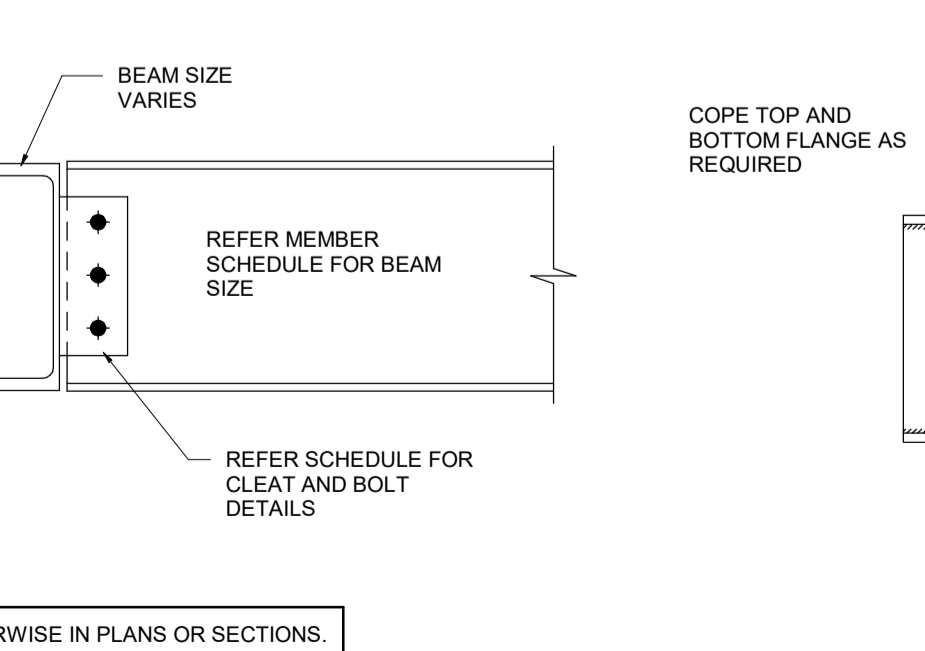 BEAM SIZE
VARIES
COPE TOP AND
BOTTOM FLANGE AS
REQUIRED
REFER MEMBER
SCHEDULE FOR BEAM
SIZE
REFER SCHEDULE FOR
CLEAT AND BOLT
DETAILS
IN PLANS OR SECTIONS.